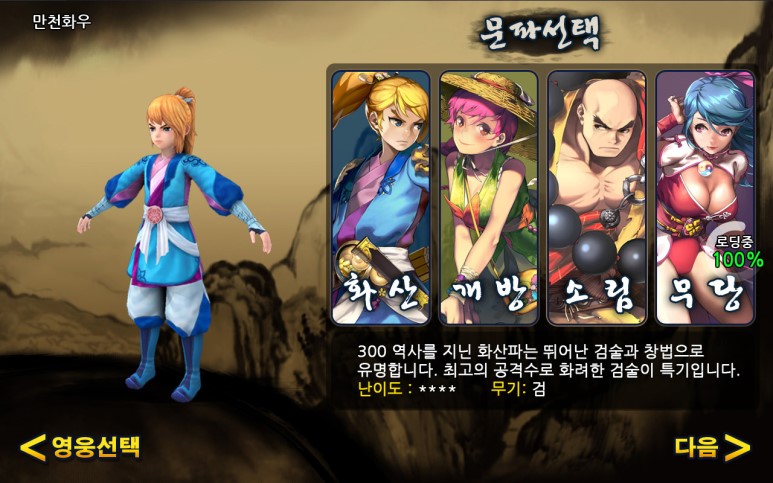 만천화우
문파선택
화산
개방
소림
무당
로딩중
100%
300 역사를 지닌 화산파는 뛰어난 검술과 창법으로
유명합니다. 최고의 공격수로 화려한 검술이 특기입니다.
난이도 : **** 무기: 검
< 영웅선택
다음 >